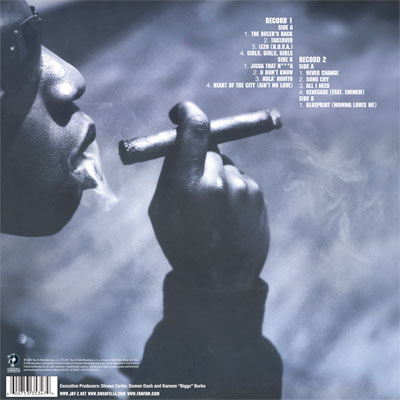 RECORD 1
SIDE A
1. THE RULER'S BACK
2. TAKEOVER
3. IZZO (H.O.V.A.)
4. GIRLS, GIRLS, GIRLS
SIDE B
1. JIGGA THAT N***A
2. U DON'T KNOW
3. HOLA' HOVITO
4. HEART OF THE CITY (AIN'T NO LOVE)
RECORD 2
SIDE A
1. NEVER CHANGE
2. SONG CRY
3. ALL I NEED
4. RENEGADE (FEAT. EMINEM)
SIDE B
1. BLUEPRINT (MOMMA LOVES ME)
Executive Producers: Shawn Carter, Damon Dash and Kareem "Biggs" Burke
WWW.JAY-Z.NET WWW.ROCAFELLA.COM WWW.FANFAM.COM